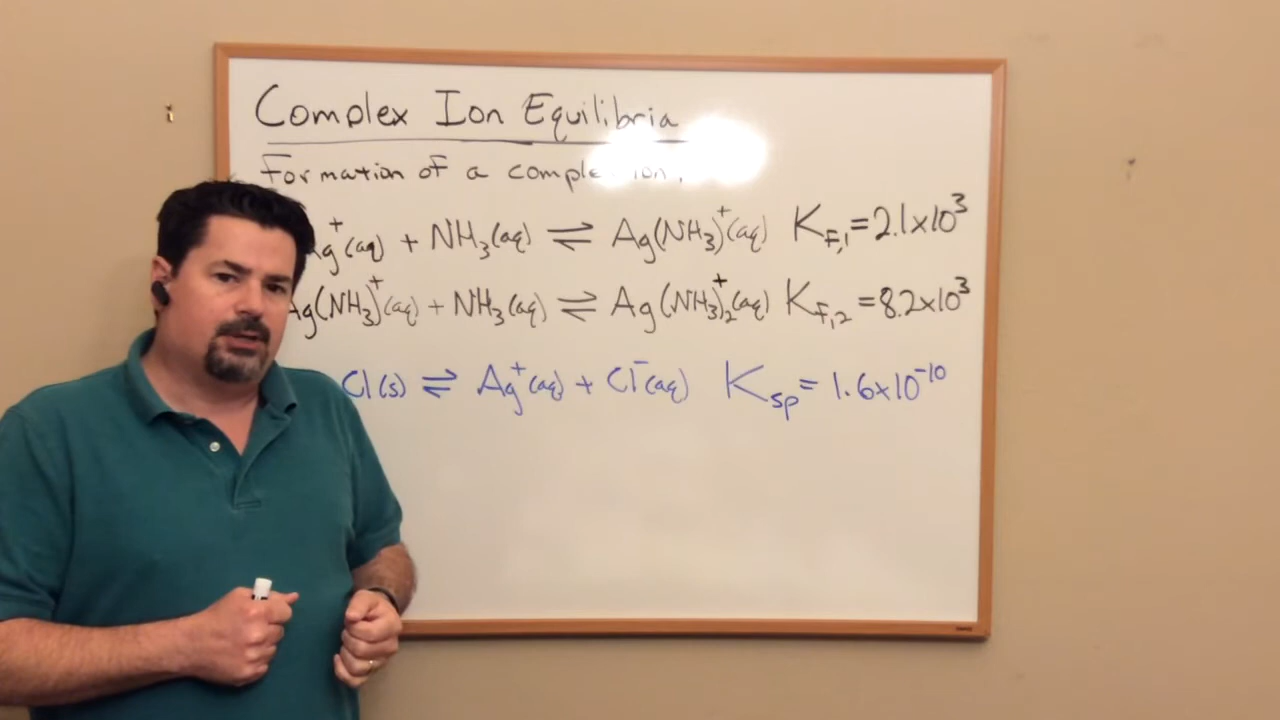 Complex Ion Equilibria
Formation of a comple ion.
g⁺(aq) + NH₃(aq) ⇌ Ag(NH₃)⁺(aq) K_F,1 = 2.1×10³
Ag(NH₃)⁺(aq) + NH₃(aq) ⇌ Ag(NH₃)₂⁺(aq) K_F,2 = 8.2×10³
Cl(s) ⇌ Ag⁺(aq) + Cl⁻(aq) K_sp = 1.6×10⁻¹⁰